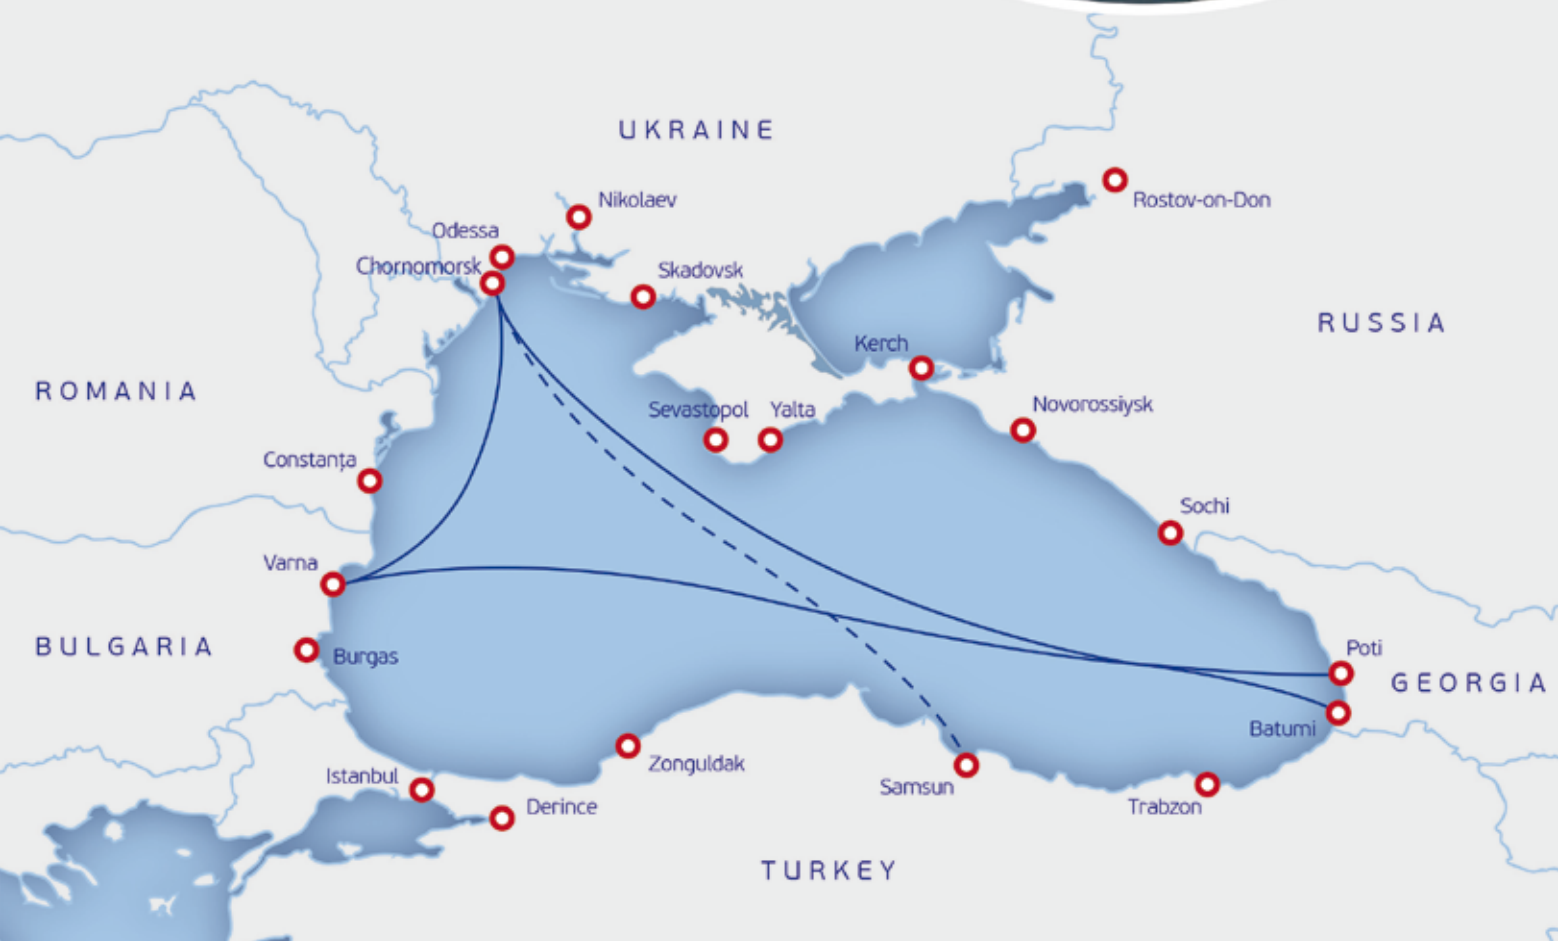 UKRAINE
Nikolaev
Rostov-on-Don
Odessa
Chornomorsk
Skadovsk
RUSSIA
Kerch
ROMANIA
Sevastopol
Yalta
Novorossiysk
Constanța
Sochi
Varna
BULGARIA
Burgas
Poti
GEORGIA
Batumi
Zonguldak
Istanbul
Samsun
Derince
Trabzon
TURKEY